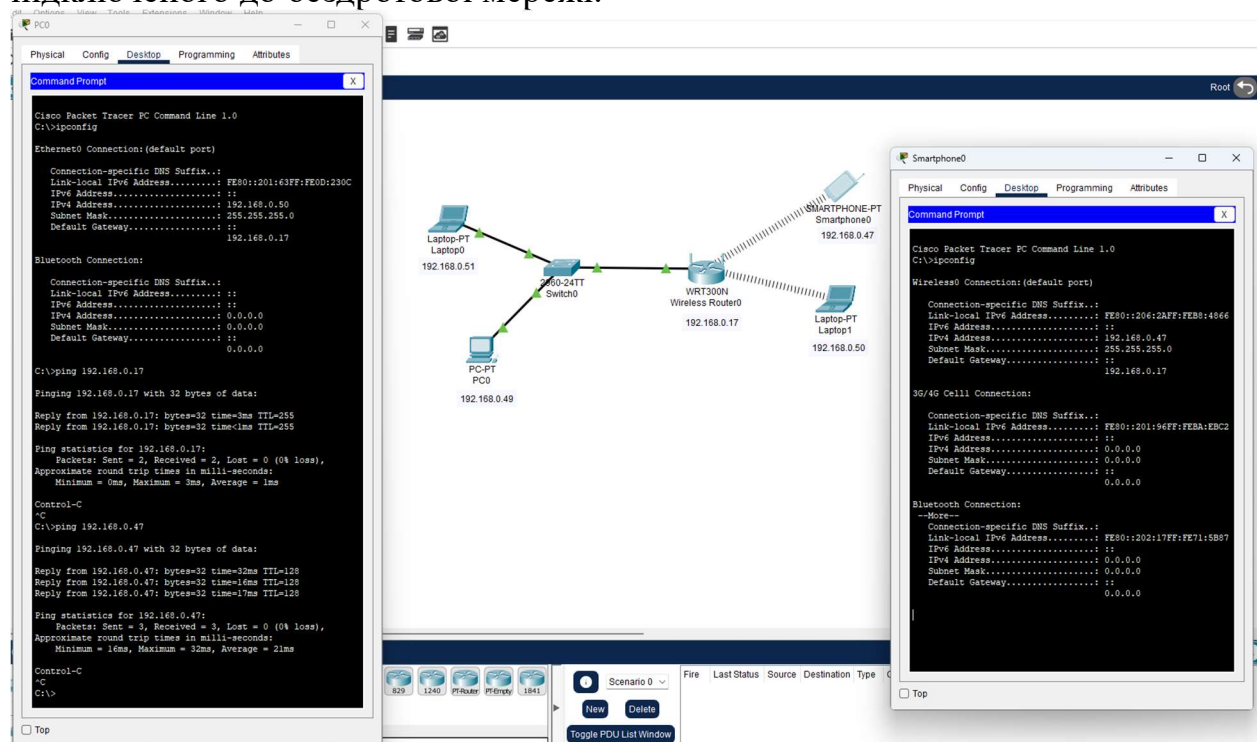 підключеного до бездротової мережі.
Options View Tools Extensions Window Help
PC0
Physical Config Desktop Programming Attributes
Command Prompt X
Cisco Packet Tracer PC Command Line 1.0
C:\>ipconfig
Ethernet0 Connection:(default port)
Connection-specific DNS Suffix..:
Link-local IPv6 Address.........: FE80::201:63FF:FE0D:230C
IPv6 Address....................: ::
IPv4 Address....................: 192.168.0.50
Subnet Mask.....................: 255.255.255.0
Default Gateway.................: ::
192.168.0.17
Bluetooth Connection:
Connection-specific DNS Suffix..:
Link-local IPv6 Address.........: ::
IPv6 Address....................: ::
IPv4 Address....................: 0.0.0.0
Subnet Mask.....................: 0.0.0.0
Default Gateway.................: ::
0.0.0.0
C:\>ping 192.168.0.17
Pinging 192.168.0.17 with 32 bytes of data:
Reply from 192.168.0.17: bytes=32 time=3ms TTL=255
Reply from 192.168.0.17: bytes=32 time<1ms TTL=255
Ping statistics for 192.168.0.17:
Packets: Sent = 2, Received = 2, Lost = 0 (0% loss),
Approximate round trip times in milli-seconds:
Minimum = 0ms, Maximum = 3ms, Average = 1ms
Control-C
^C
C:\>ping 192.168.0.47
Pinging 192.168.0.47 with 32 bytes of data:
Reply from 192.168.0.47: bytes=32 time=32ms TTL=128
Reply from 192.168.0.47: bytes=32 time=16ms TTL=128
Reply from 192.168.0.47: bytes=32 time=17ms TTL=128
Ping statistics for 192.168.0.47:
Packets: Sent = 3, Received = 3, Lost = 0 (0% loss),
Approximate round trip times in milli-seconds:
Minimum = 16ms, Maximum = 32ms, Average = 21ms
Control-C
^C
C:\>
Top
Root
Laptop-PT
Laptop0
192.168.0.51
2960-24TT
Switch0
PC-PT
PC0
192.168.0.49
WRT300N
Wireless Router0
192.168.0.17
SMARTPHONE-PT
Smartphone0
192.168.0.47
Laptop-PT
Laptop1
192.168.0.50
829 1240 PT-Router PT-Empty 1841
Scenario 0
New Delete
Toggle PDU List Window
Fire Last Status Source Destination Type
Smartphone0
Physical Config Desktop Programming Attributes
Command Prompt X
Cisco Packet Tracer PC Command Line 1.0
C:\>ipconfig
Wireless0 Connection:(default port)
Connection-specific DNS Suffix..:
Link-local IPv6 Address.........: FE80::206:2AFF:FEB8:4866
IPv6 Address....................: ::
IPv4 Address....................: 192.168.0.47
Subnet Mask.....................: 255.255.255.0
Default Gateway.................: ::
192.168.0.17
3G/4G Cell1 Connection:
Connection-specific DNS Suffix..:
Link-local IPv6 Address.........: FE80::201:96FF:FEBA:EBC2
IPv6 Address....................: ::
IPv4 Address....................: 0.0.0.0
Subnet Mask.....................: 0.0.0.0
Default Gateway.................: ::
0.0.0.0
Bluetooth Connection:
--More--
Connection-specific DNS Suffix..:
Link-local IPv6 Address.........: FE80::202:17FF:FE71:5B87
IPv6 Address....................: ::
IPv4 Address....................: 0.0.0.0
Subnet Mask.....................: 0.0.0.0
Default Gateway.................: ::
0.0.0.0
Top